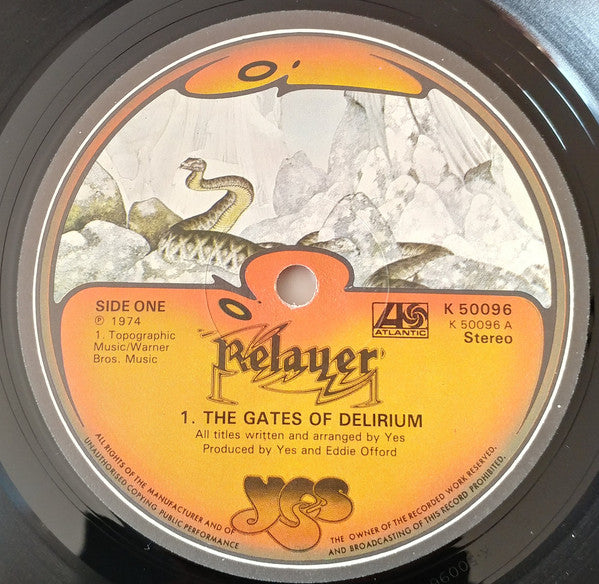 SIDE ONE
℗ 1974
1. Topographic
Music/Warner
Bros. Music
ATLANTIC
K 50096
K 50096 A
Stereo
Relayer
1. THE GATES OF DELIRIUM
All titles written and arranged by Yes
Produced by Yes and Eddie Offord
yes
ALL RIGHTS OF THE MANUFACTURER AND OF THE OWNER OF THE RECORDED WORK RESERVED.
UNAUTHORISED COPYING PUBLIC PERFORMANCE AND BROADCASTING OF THIS RECORD PROHIBITED.